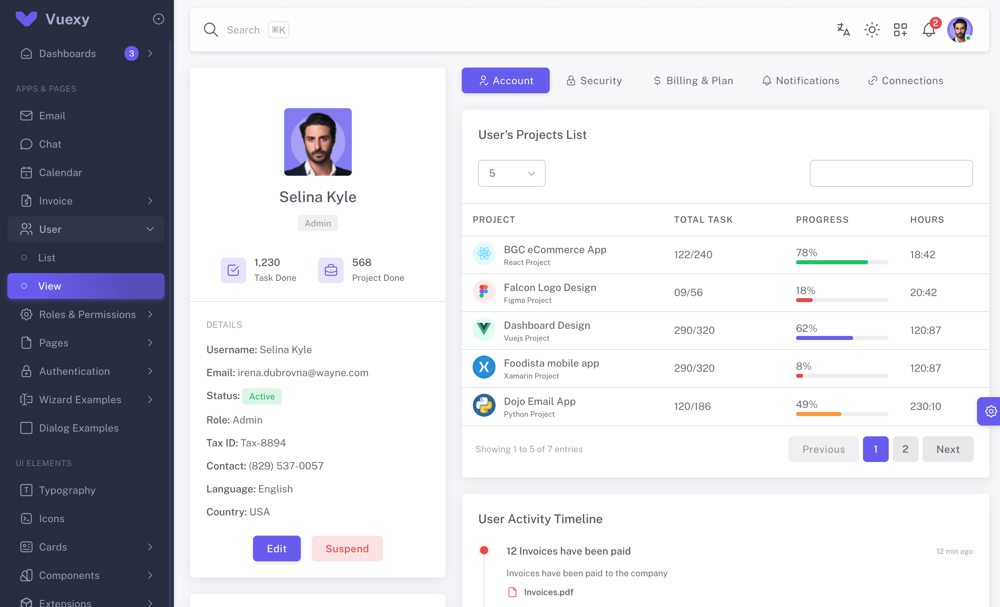 Vuexy
Dashboards 3
APPS & PAGES
Email
Chat
Calendar
Invoice
User
List
View
Roles & Permissions
Pages
Authentication
Wizard Examples
Dialog Examples
UI ELEMENTS
Typography
Icons
Cards
Components
Extensions
Search ⌘K
2
Selina Kyle
Admin
1,230
Task Done
568
Project Done
DETAILS
Username: Selina Kyle
Email: irena.dubrovna@wayne.com
Status: Active
Role: Admin
Tax ID: Tax-8894
Contact: (829) 537-0057
Language: English
Country: USA
Edit Suspend
Account Security Billing & Plan Notifications Connections
User's Projects List
5
PROJECT TOTAL TASK PROGRESS HOURS
BGC eCommerce App
React Project
122/240 78% 18:42
Falcon Logo Design
Figma Project
09/56 18% 20:42
Dashboard Design
Vuejs Project
290/320 62% 120:87
Foodista mobile app
Xamarin Project
290/320 8% 120:87
Dojo Email App
Python Project
120/186 49% 230:10
Showing 1 to 5 of 7 entries
Previous 1 2 Next
User Activity Timeline
12 Invoices have been paid 12 min ago
Invoices have been paid to the company
Invoices.pdf